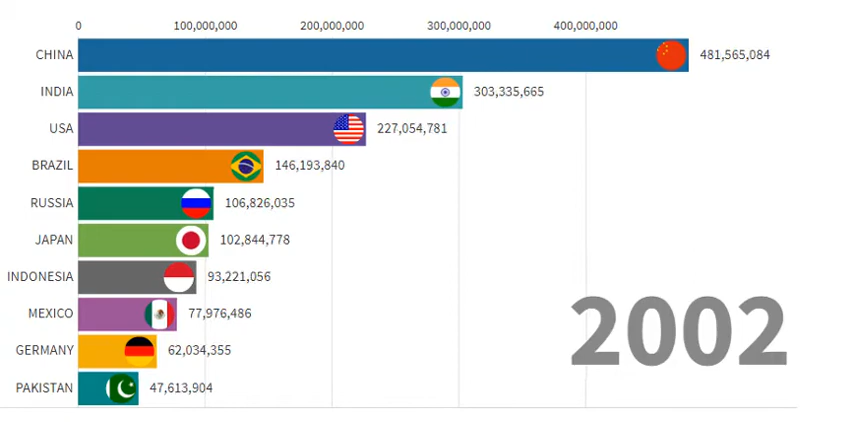 0 100,000,000 200,000,000 300,000,000 400,000,000
CHINA 481,565,084
INDIA 303,335,665
USA 227,054,781
BRAZIL 146,193,840
RUSSIA 106,826,035
JAPAN 102,844,778
INDONESIA 93,221,056
MEXICO 77,976,486
GERMANY 62,034,355
PAKISTAN 47,613,904
2002